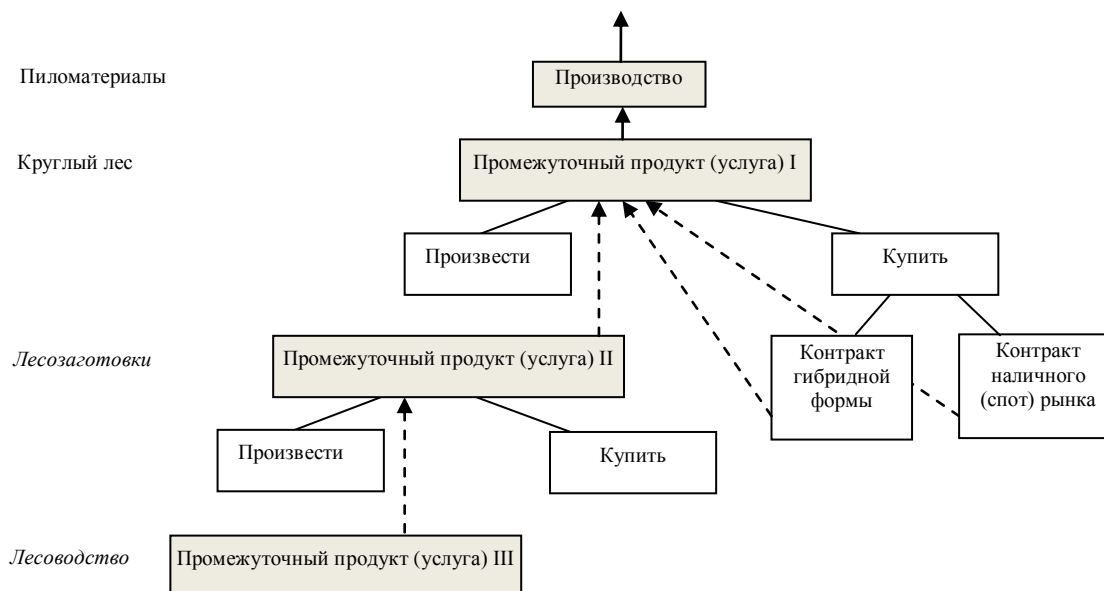 Пиломатериалы
Производство
Круглый лес
Промежуточный продукт (услуга) I
Произвести
Купить
Лесозаготовки
Промежуточный продукт (услуга) II
Контракт
гибридной
формы
Контракт
наличного
(спот) рынка
Произвести
Купить
Лесоводство
Промежуточный продукт (услуга) III